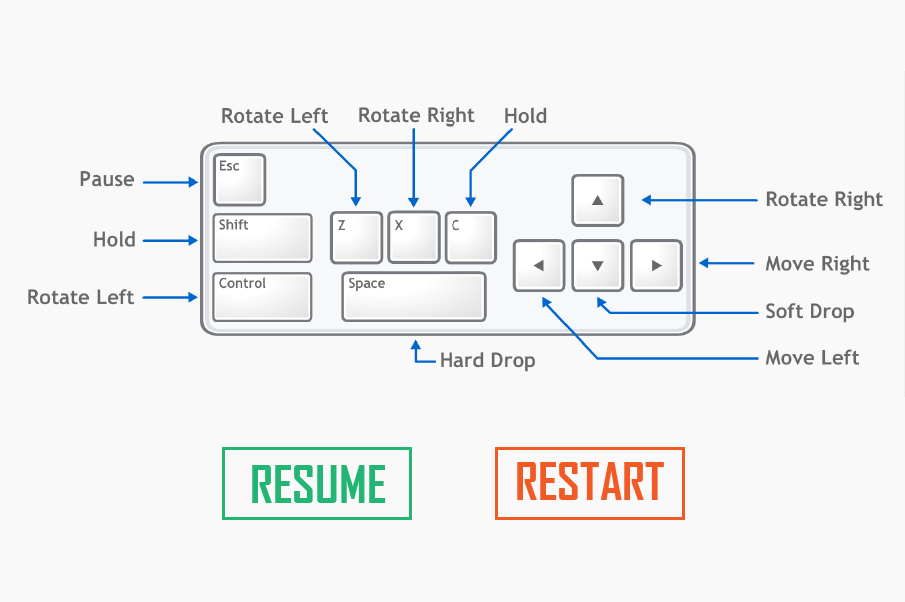 Rotate Left
Rotate Right
Hold
Pause
Esc
Rotate Right
Hold
Shift
Z
X
C
Move Right
Rotate Left
Control
Space
Soft Drop
Hard Drop
Move Left
RESUME
RESTART